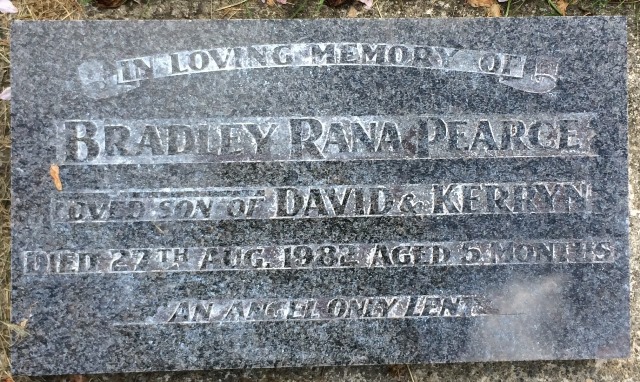 IN LOVING MEMORY OF
BRADLEY RANA PEARCE
LOVED SON OF DAVID & KERRYN
DIED 27TH AUG. 1982 AGED 5 MONTHS
AN ANGEL ONLY LENT